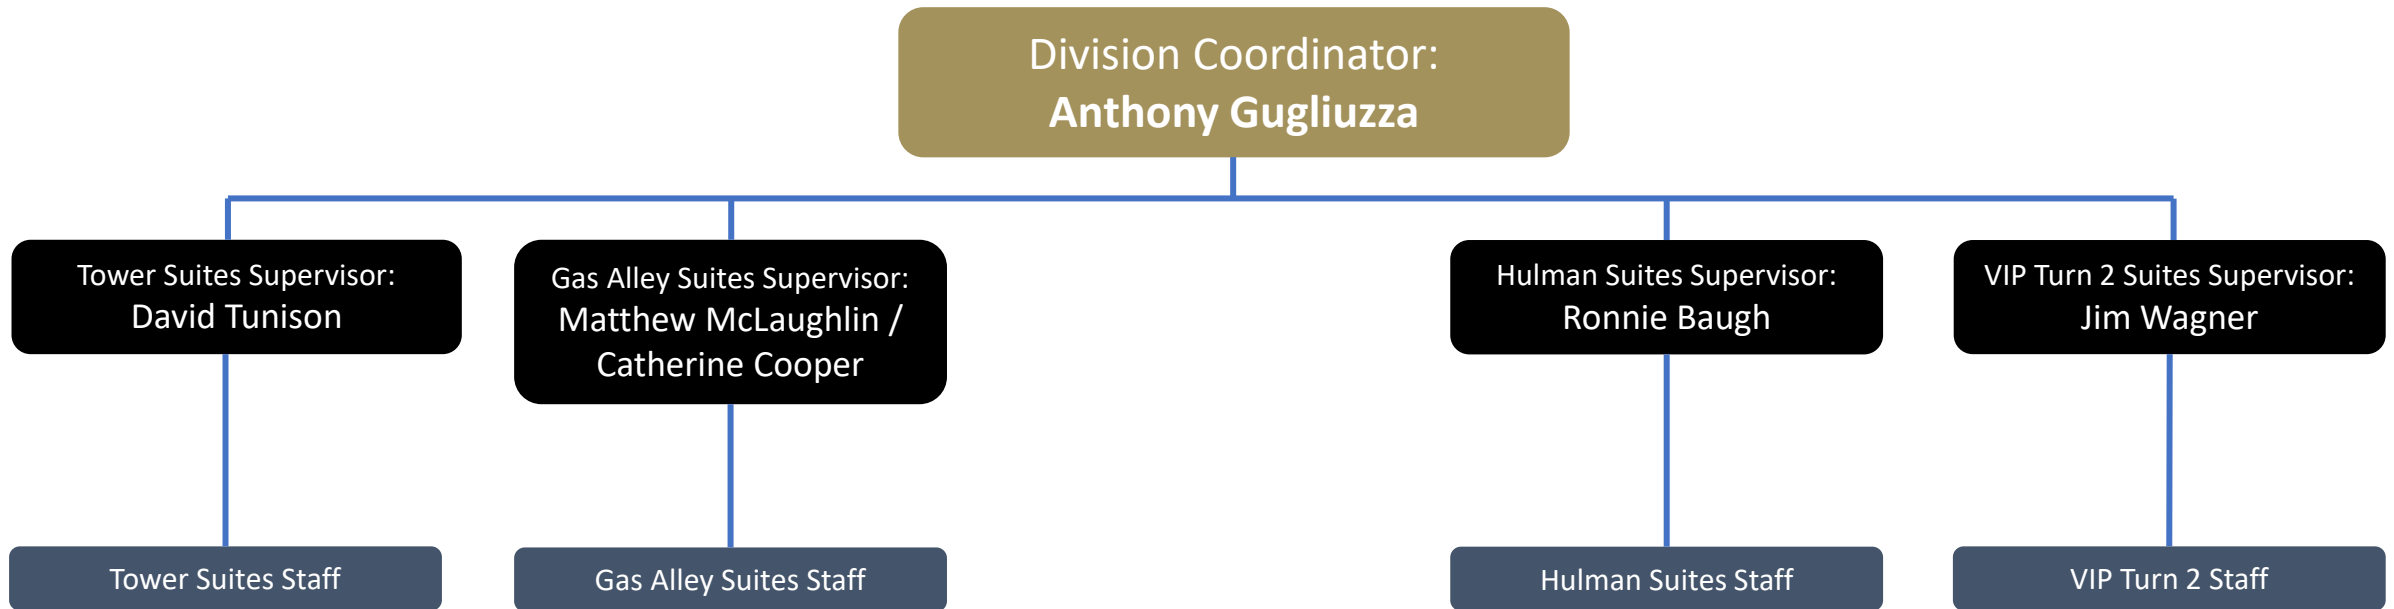 Division Coordinator:
Anthony Gugliuzza
Tower Suites Supervisor:
David Tunison
Gas Alley Suites Supervisor:
Matthew McLaughlin /
Catherine Cooper
Hulman Suites Supervisor:
Ronnie Baugh
VIP Turn 2 Suites Supervisor:
Jim Wagner
Tower Suites Staff
Gas Alley Suites Staff
Hulman Suites Staff
VIP Turn 2 Staff